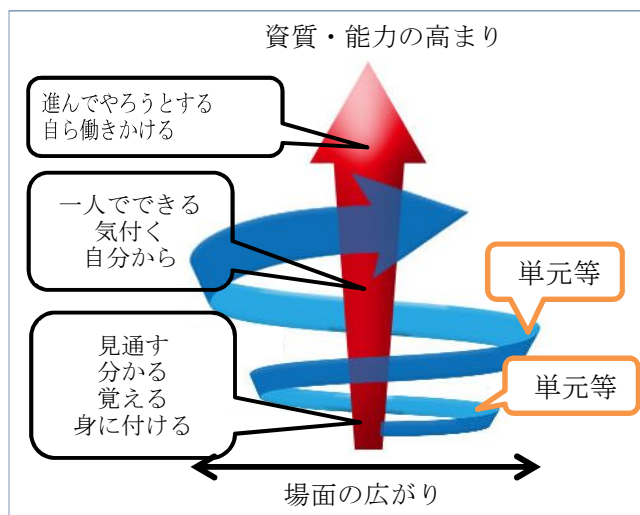 資質・能力の高まり
進んでやろうとする
自ら働きかける
一人でできる
気付く
自分から
単元等
見通す
分かる
覚える
身に付ける
単元等
場面の広がり